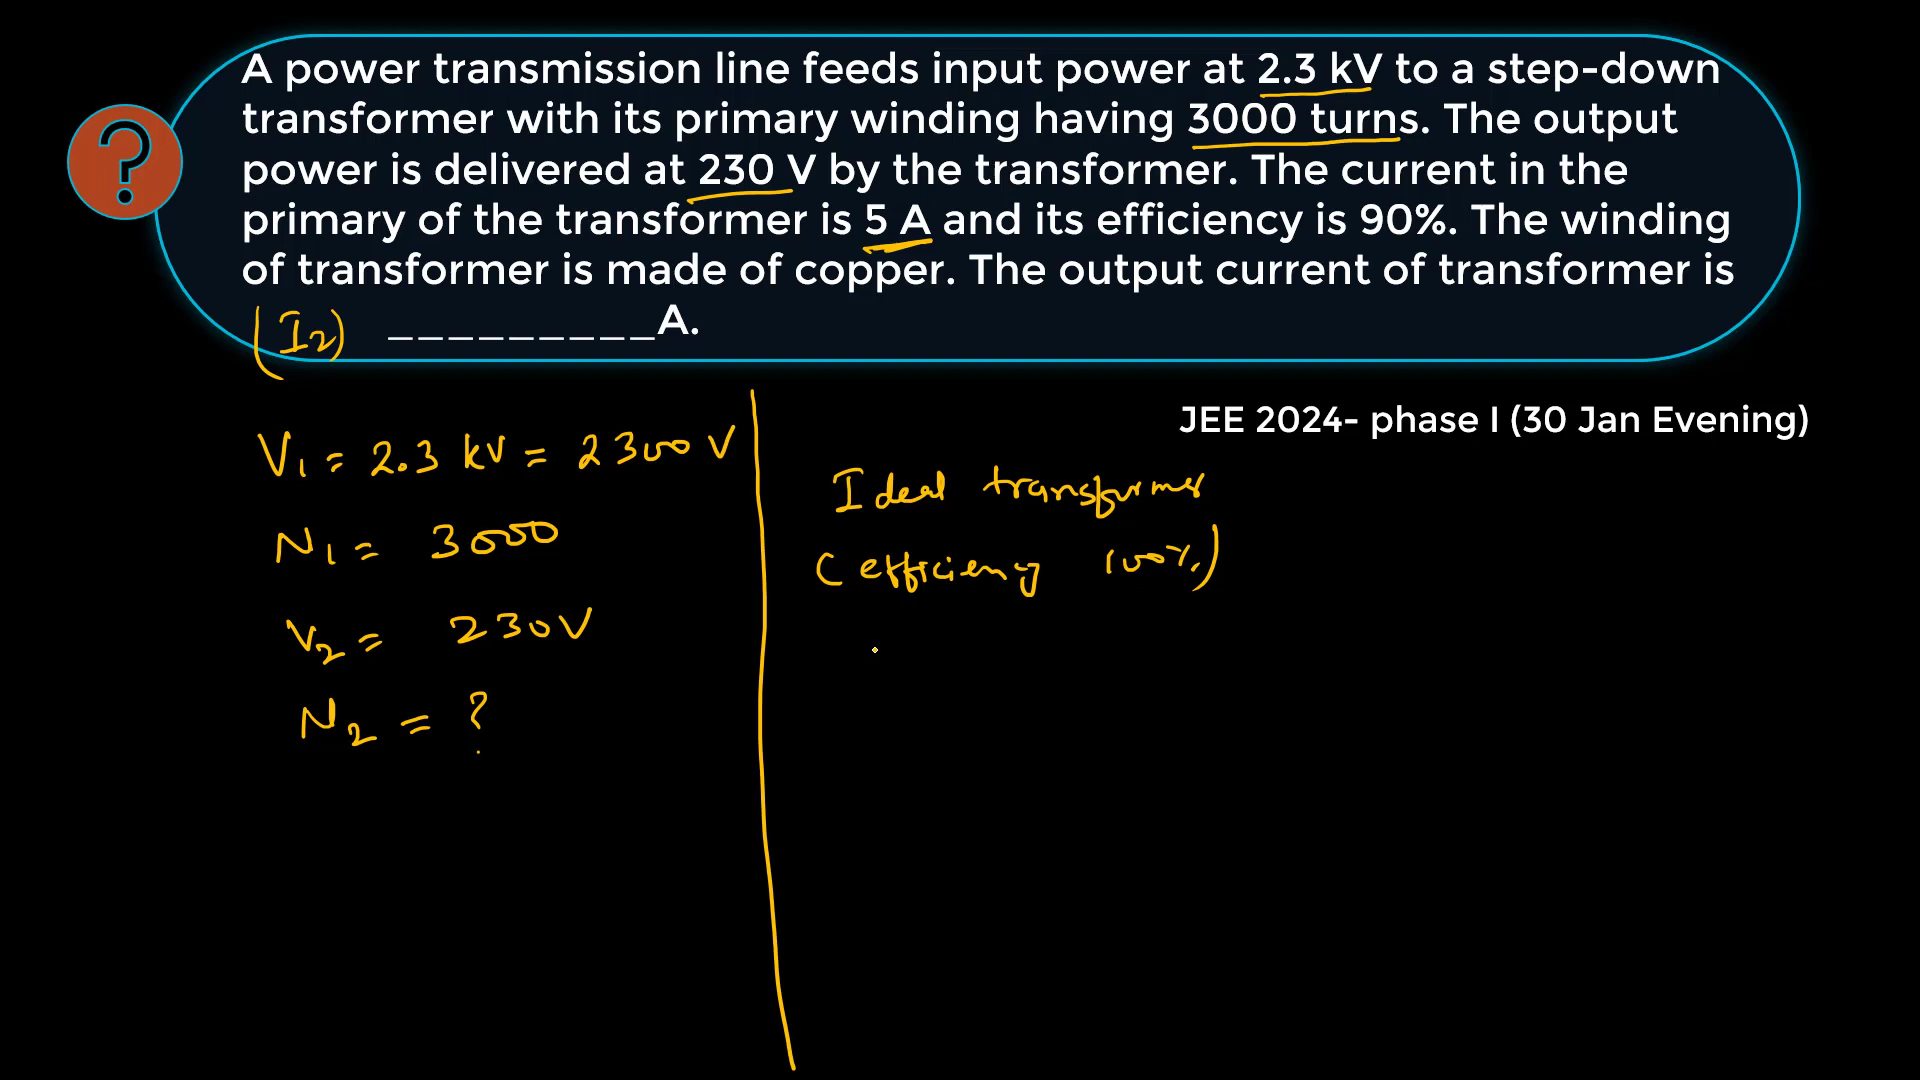 A power transmission line feeds input power at 2.3 kV to a step-down
transformer with its primary winding having 3000 turns. The output
power is delivered at 230 V by the transformer. The current in the
primary of the transformer is 5 A and its efficiency is 90%. The winding
of transformer is made of copper. The output current of transformer is
(I2) _________A.
?
JEE 2024- phase I (30 Jan Evening)
V1 = 2.3 kV = 2300 V
N1 = 3000
V2 = 230V
N2 = ?
Ideal transformer
(efficiency 100%)